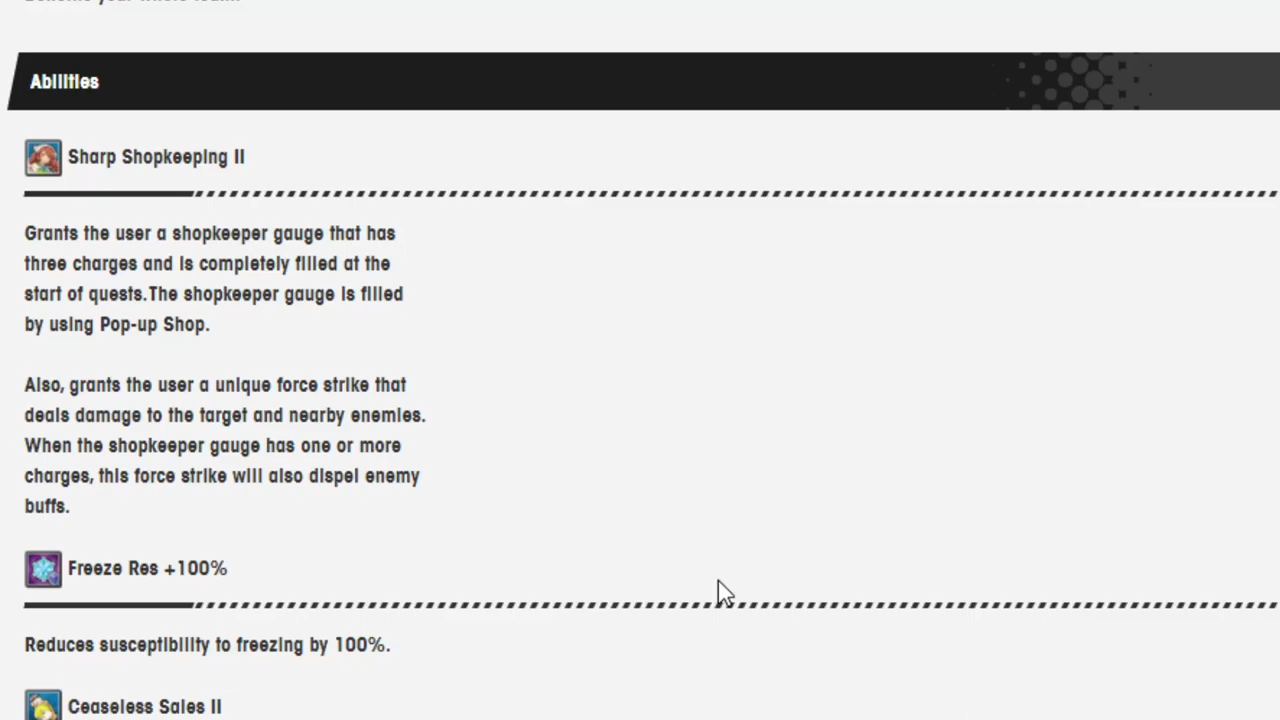 Abilities
Sharp Shopkeeping II
Grants the user a shopkeeper gauge that has
three charges and is completely filled at the
start of quests.The shopkeeper gauge is filled
by using Pop-up Shop.
Also, grants the user a unique force strike that
deals damage to the target and nearby enemies.
When the shopkeeper gauge has one or more
charges, this force strike will also dispel enemy
buffs.
Freeze Res +100%
Reduces susceptibility to freezing by 100%.
Ceaseless Sales II